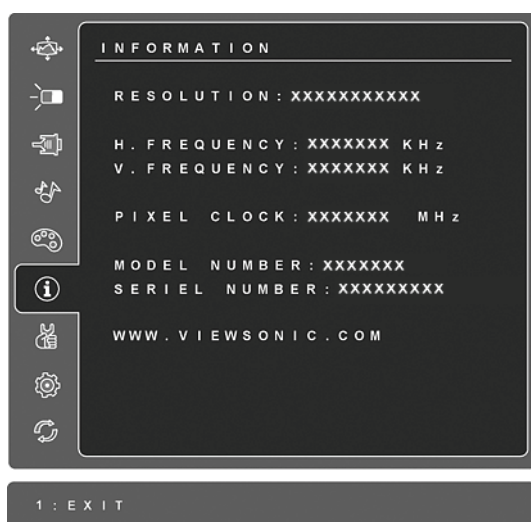 INFORMATION
RESOLUTION: XXXXXXXXXXX
H. FREQUENCY: XXXXXXX KHz
V. FREQUENCY: XXXXXXX KHz
PIXEL CLOCK: XXXXXXX MHz
MODEL NUMBER: XXXXXXX
SERIEL NUMBER: XXXXXXXXX
WWW.VIEWSONIC.COM
1:EXIT